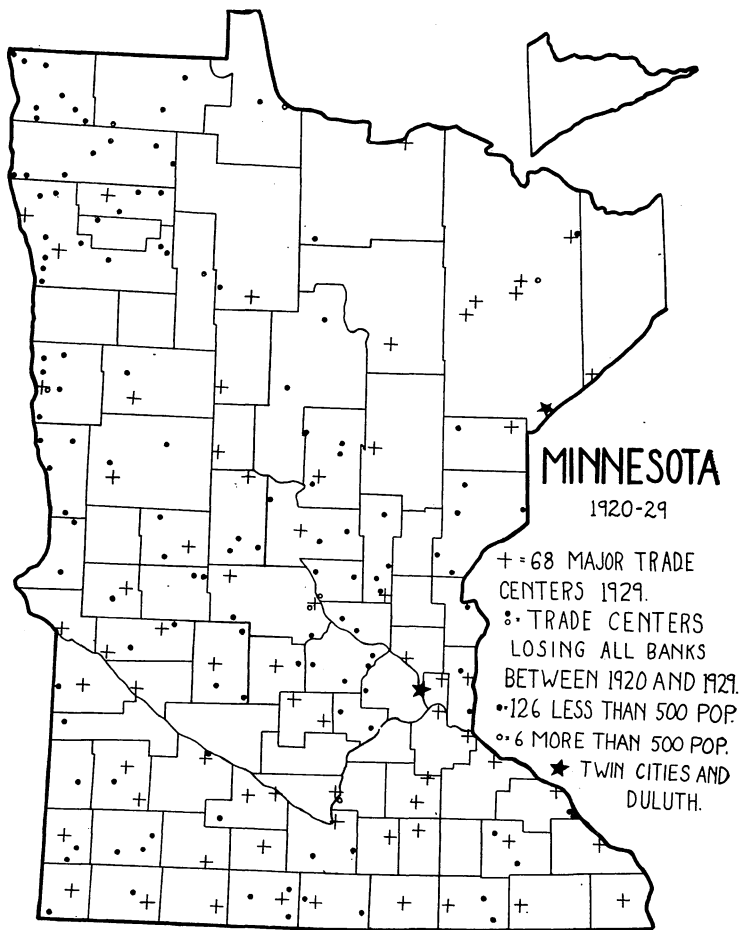 MINNESOTA
1920-29
+ = 68 MAJOR TRADE
CENTERS 1929.
TRADE CENTERS
LOSING ALL BANKS
BETWEEN 1920 AND 1929.
•=126 LESS THAN 500 POP.
○= 6 MORE THAN 500 POP.
★ TWIN CITIES AND
DULUTH.